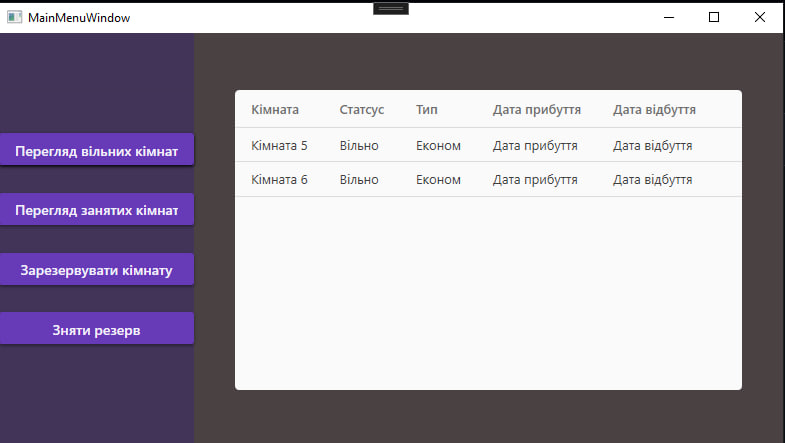 MainMenuWindow
Перегляд вільних кімнат
Перегляд занятих кімнат
Зарезервувати кімнату
Зняти резерв
Кімната Статсус Тип Дата прибуття Дата відбуття
Кімната 5 Вільно Економ Дата прибуття Дата відбуття
Кімната 6 Вільно Економ Дата прибуття Дата відбуття